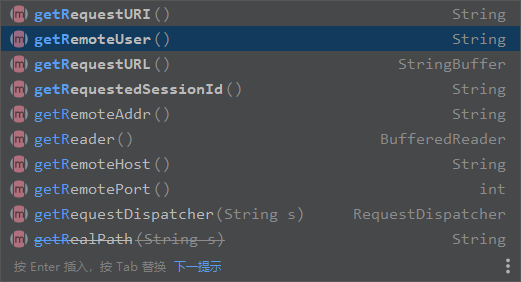 getRequestURI() String
getRemoteUser() String
getRequestURL() StringBuffer
getRequestedSessionId() String
getRemoteAddr() String
getReader() BufferedReader
getRemoteHost() String
getRemotePort() int
getRequestDispatcher(String s) RequestDispatcher
getRealPath(String s) String
按 Enter 插入，按 Tab 替换 下一提示